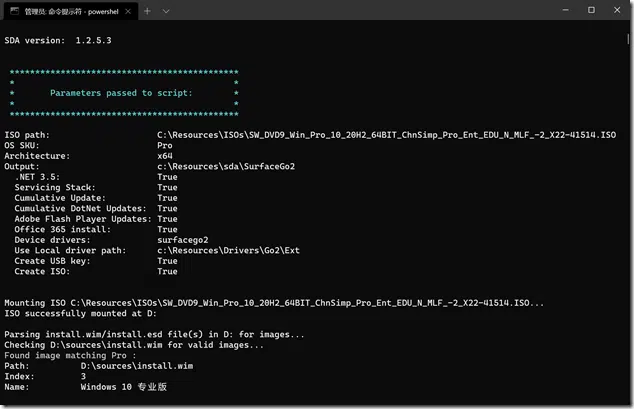 管理员: 命令提示符 - powershel
SDA version:  1.2.5.3
*********************************************
*                                           *
*       Parameters passed to script:        *
*                                           *
*********************************************
ISO path:                 C:\Resources\ISOs\SW_DVD9_Win_Pro_10_20H2_64BIT_ChnSimp_Pro_Ent_EDU_N_MLF_-2_X22-41514.ISO
OS SKU:                   Pro
Architecture:             x64
Output:                   c:\Resources\sda\SurfaceGo2
.NET 3.5:                 True
Servicing Stack:          True
Cumulative Update:        True
Cumulative DotNet Updates: True
Adobe Flash Player Updates: True
Office 365 install:       True
Device drivers:           surfacego2
Use Local driver path:    c:\Resources\Drivers\Go2\Ext
Create USB key:           True
Create ISO:               True
Mounting ISO C:\Resources\ISOs\SW_DVD9_Win_Pro_10_20H2_64BIT_ChnSimp_Pro_Ent_EDU_N_MLF_-2_X22-41514.ISO...
ISO successfully mounted at D:
Parsing install.wim/install.esd file(s) in D: for images...
Checking D:\sources\install.wim for valid images...
Found image matching Pro :
Path:          D:\sources\install.wim
Index:         3
Name:          Windows 10 专业版